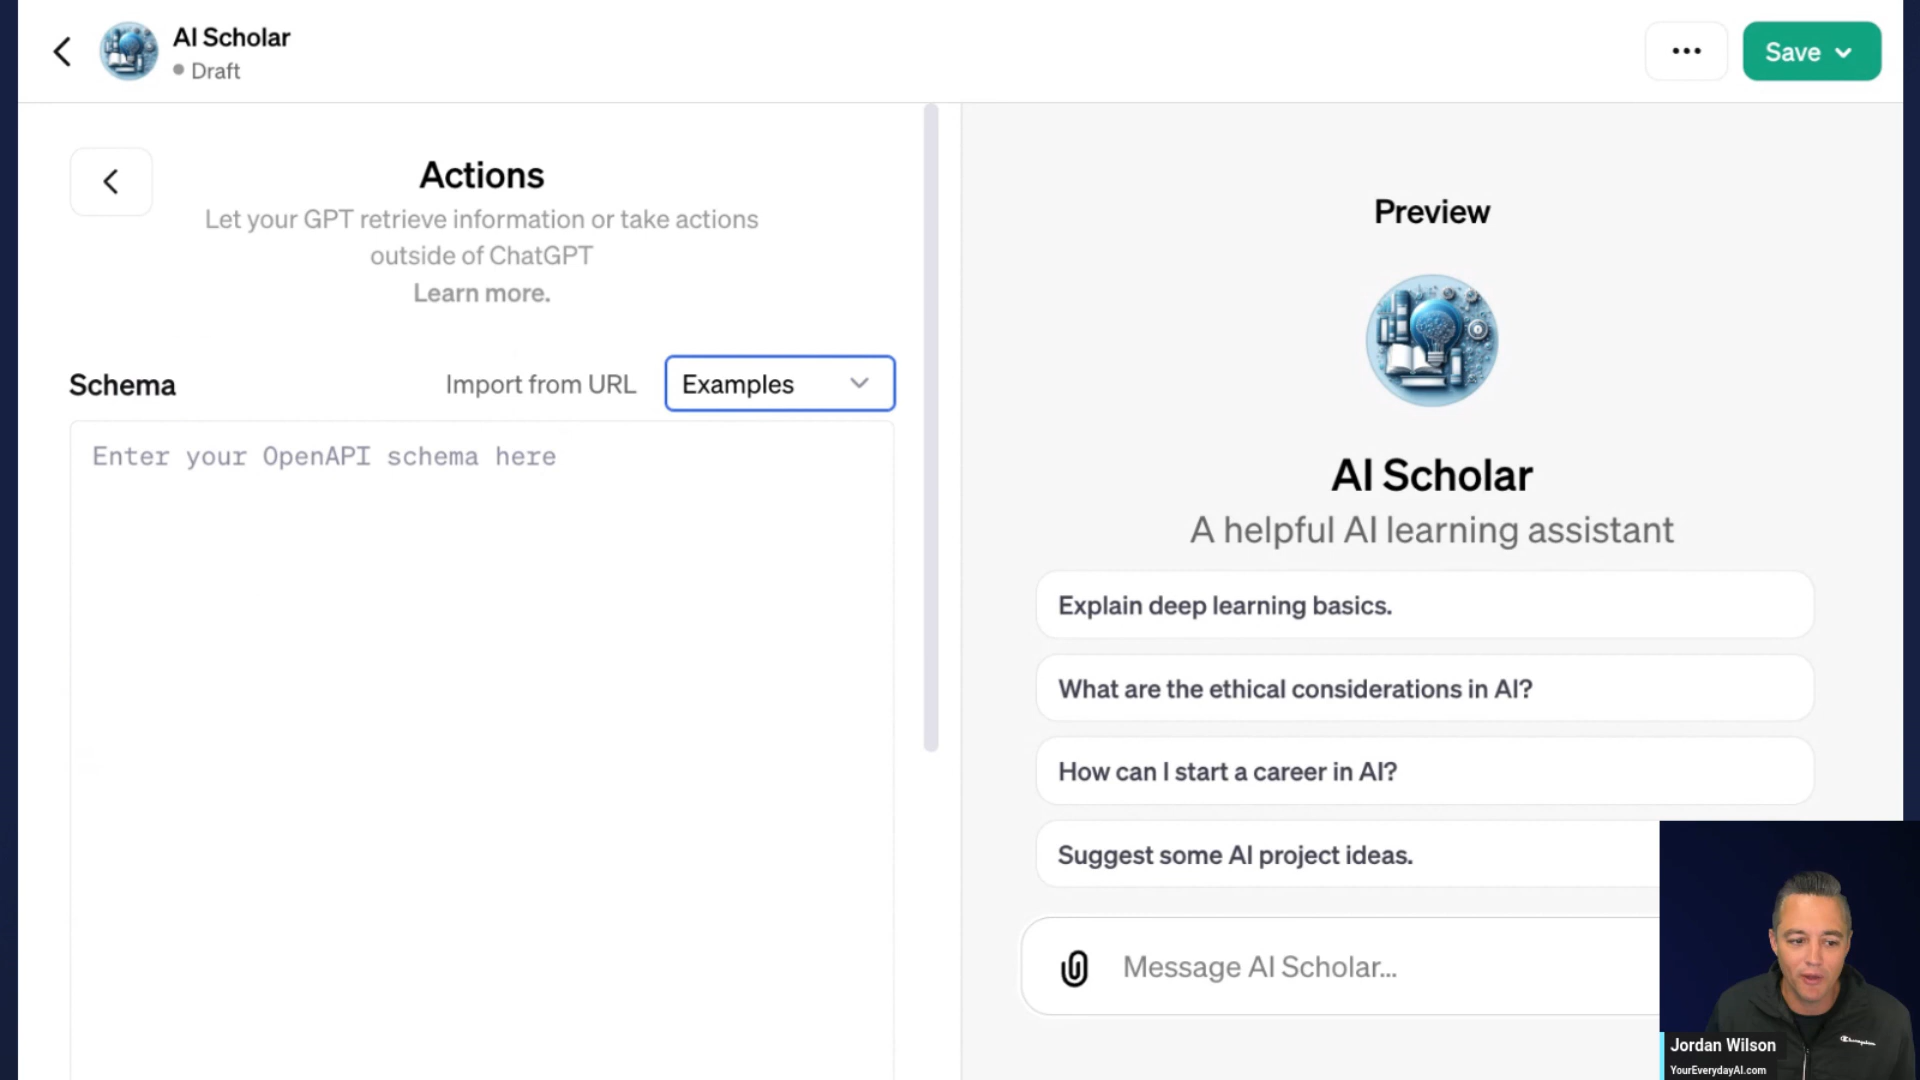 AI Scholar
Draft
•••
Save
Actions
Let your GPT retrieve information or take actions
outside of ChatGPT
Learn more.
Schema
Import from URL
Examples
Enter your OpenAPI schema here
Preview
AI Scholar
A helpful AI learning assistant
Explain deep learning basics.
What are the ethical considerations in AI?
How can I start a career in AI?
Suggest some AI project ideas.
Message AI Scholar...
Champion
Jordan Wilson
YourEverydayAI.com